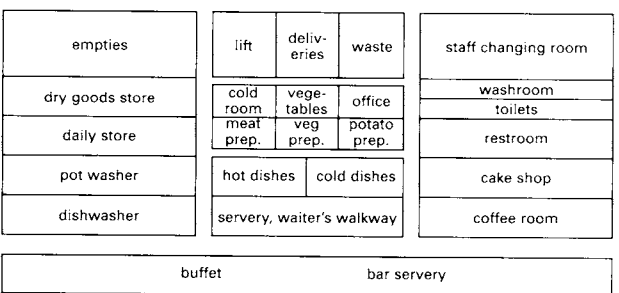 empties
dry goods store
daily store
pot washer
dishwasher
lift
deliv-
eries
waste
cold
room
vege-
tables
office
meat
prep.
veg
prep.
potato
prep.
hot dishes
cold dishes
servery, waiter's walkway
staff changing room
washroom
toilets
restroom
cake shop
coffee room
buffet
bar servery